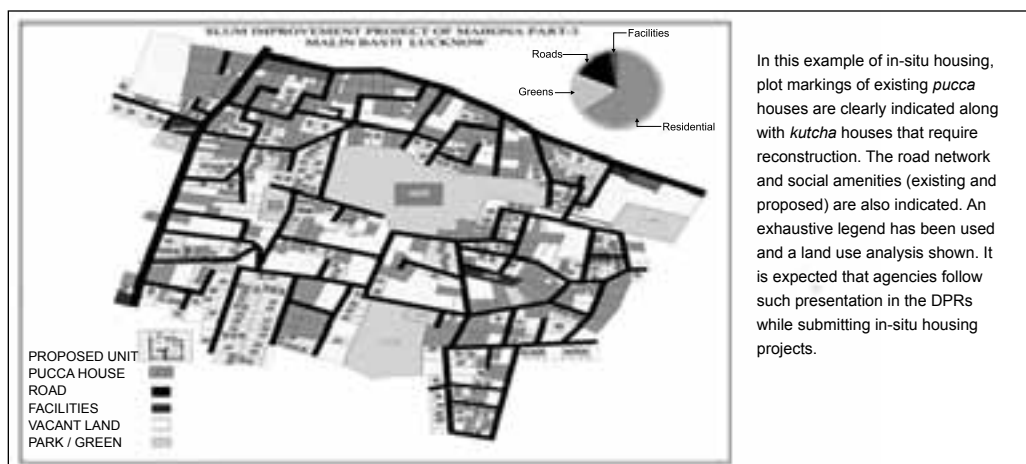 SLUM IMPROVEMENT PROJECT OF MAHONA PART-3
MALIN BASTI LUCKNOW
Facilities
Roads
Greens
Residential
PROPOSED UNIT
PUCCA HOUSE
ROAD
FACILITIES
VACANT LAND
PARK / GREEN
In this example of in-situ housing,
plot markings of existing pucca
houses are clearly indicated along
with kutcha houses that require
reconstruction. The road network
and social amenities (existing and
proposed) are also indicated. An
exhaustive legend has been used
and a land use analysis shown. It
is expected that agencies follow
such presentation in the DPRs
while submitting in-situ housing
projects.